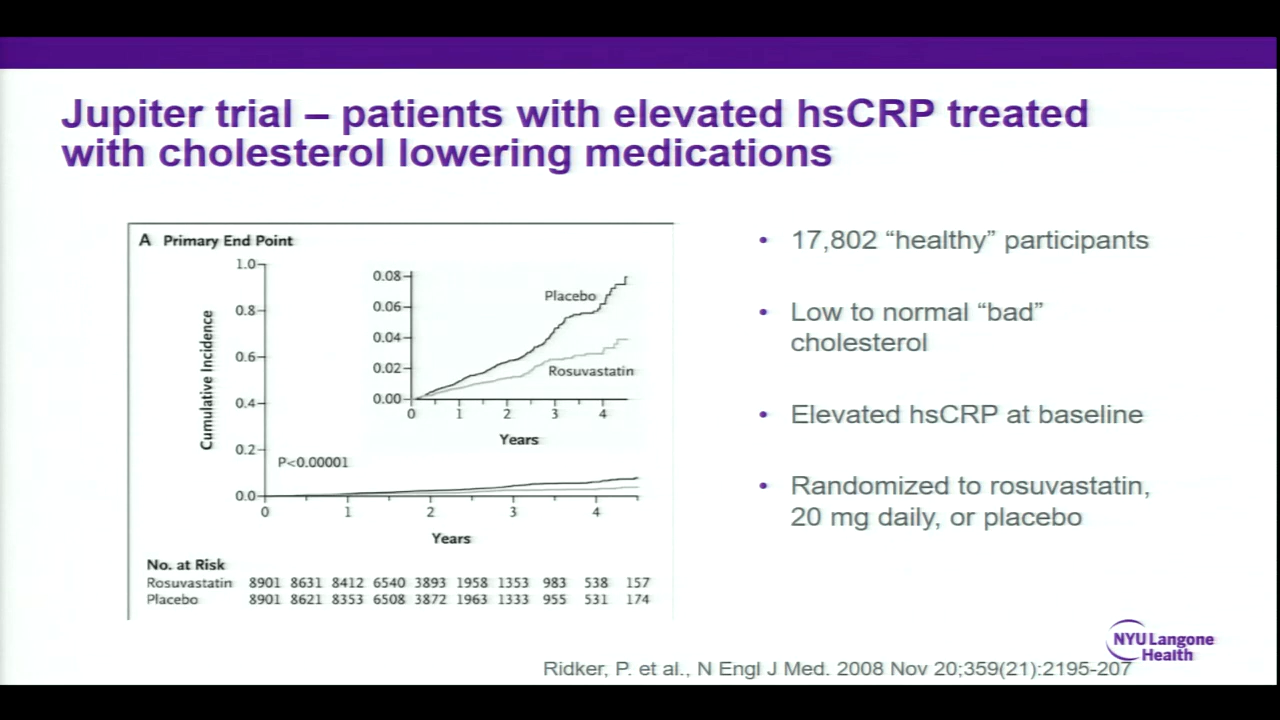 Jupiter trial – patients with elevated hsCRP treated
with cholesterol lowering medications
A Primary End Point
Cumulative Incidence
1.0
0.8
0.6
0.4
0.2
0.0
0 1 2 3 4
Years
P<0.00001
0.08
0.06
0.04
0.02
0.00
0 1 2 3 4
Years
Placebo
Rosuvastatin
No. at Risk
Rosuvastatin 8901 8631 8412 6540 3893 1958 1353 983 538 157
Placebo 8901 8621 8353 6508 3872 1963 1333 955 531 174
• 17,802 “healthy” participants
• Low to normal “bad”
cholesterol
• Elevated hsCRP at baseline
• Randomized to rosuvastatin,
20 mg daily, or placebo
NYU Langone
Health
Ridker, P. et al., N Engl J Med. 2008 Nov 20;359(21):2195-207